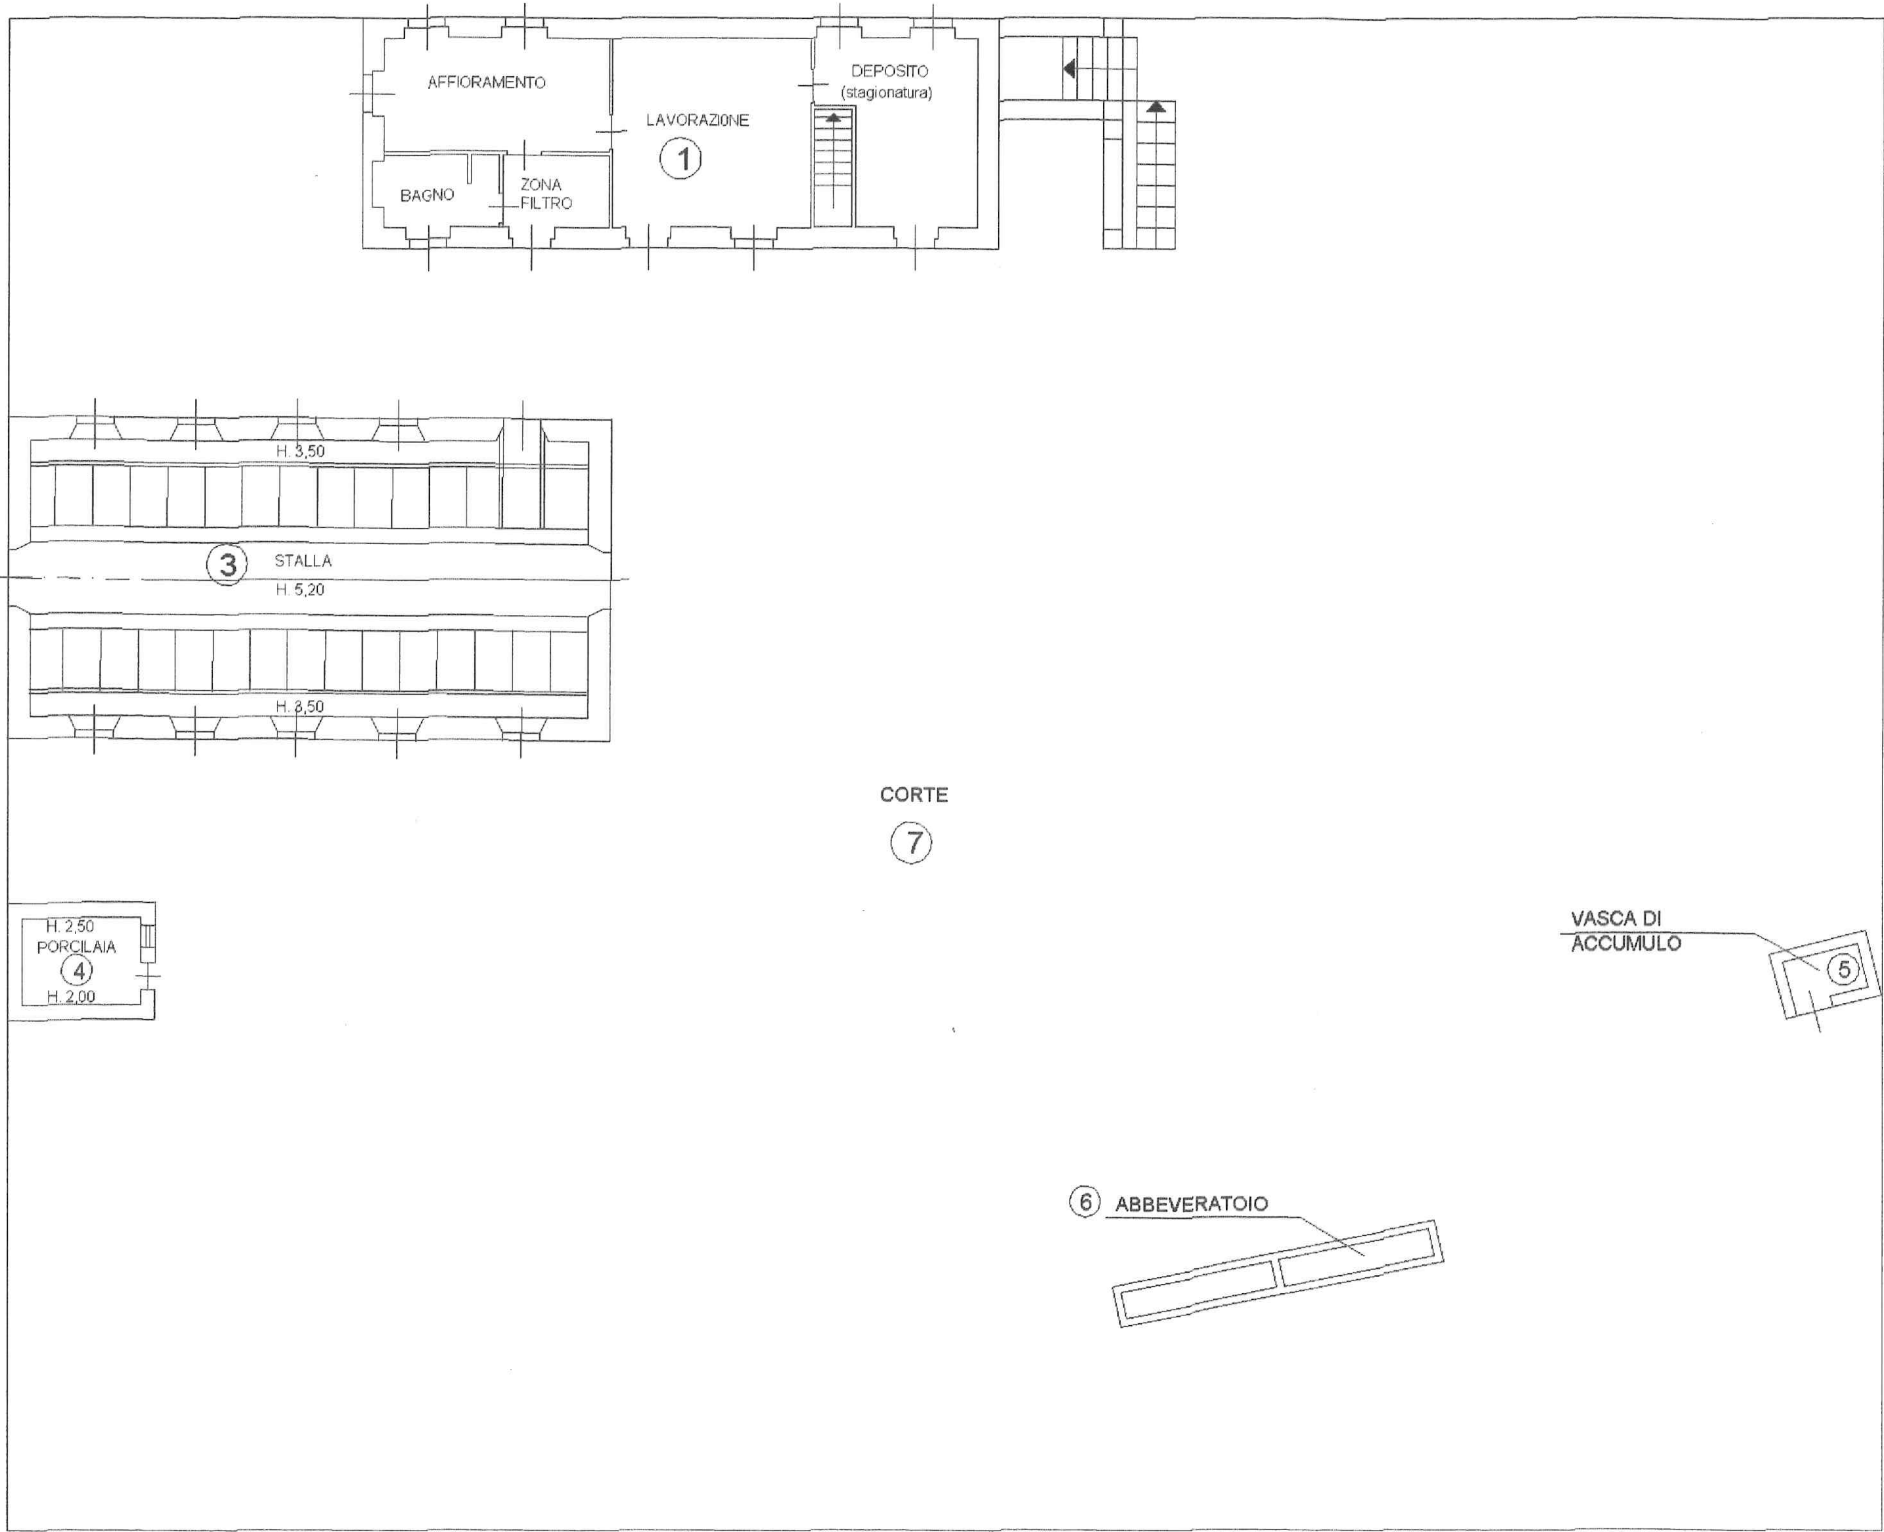 AFFIORAMENTO
DEPOSITO
(stagionatura)
LAVORAZIONE
1
BAGNO
ZONA
FILTRO
H. 3,50
3 STALLA
H. 5,20
H. 3,50
CORTE
7
H. 2,50
PORCILAIA
4
H. 2,00
VASCA DI
ACCUMULO
5
6 ABBEVERATOIO